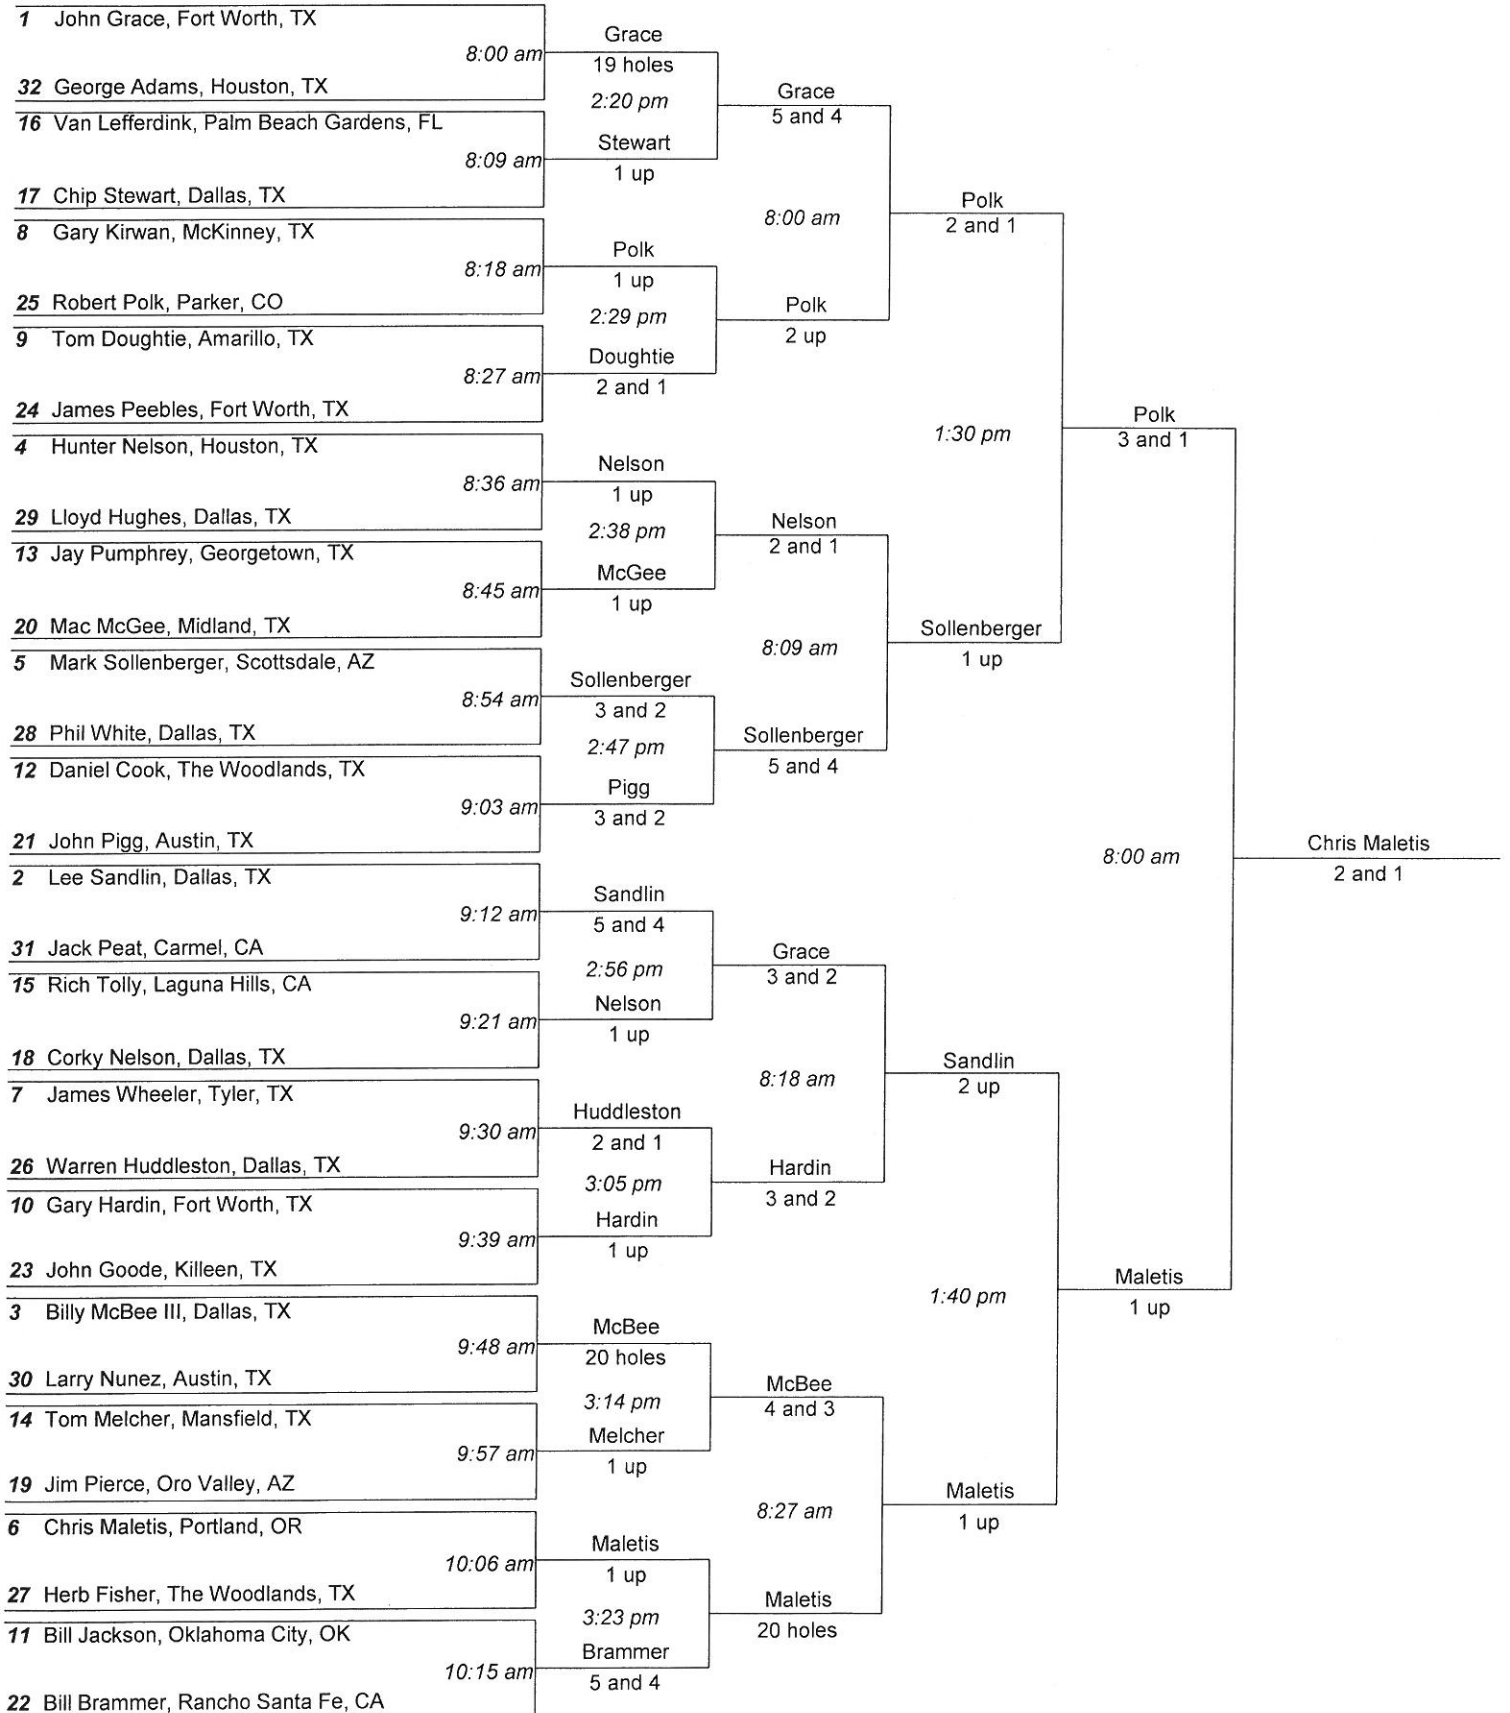 1 John Grace, Fort Worth, TX
8:00 am
32 George Adams, Houston, TX
16 Van Lefferdink, Palm Beach Gardens, FL
8:09 am
17 Chip Stewart, Dallas, TX
8 Gary Kirwan, McKinney, TX
8:18 am
25 Robert Polk, Parker, CO
9 Tom Doughtie, Amarillo, TX
8:27 am
24 James Peebles, Fort Worth, TX
4 Hunter Nelson, Houston, TX
8:36 am
29 Lloyd Hughes, Dallas, TX
13 Jay Pumphrey, Georgetown, TX
8:45 am
20 Mac McGee, Midland, TX
5 Mark Sollenberger, Scottsdale, AZ
8:54 am
28 Phil White, Dallas, TX
12 Daniel Cook, The Woodlands, TX
9:03 am
21 John Pigg, Austin, TX
2 Lee Sandlin, Dallas, TX
9:12 am
31 Jack Peat, Carmel, CA
15 Rich Tolly, Laguna Hills, CA
9:21 am
18 Corky Nelson, Dallas, TX
7 James Wheeler, Tyler, TX
9:30 am
26 Warren Huddleston, Dallas, TX
10 Gary Hardin, Fort Worth, TX
9:39 am
23 John Goode, Killeen, TX
3 Billy McBee III, Dallas, TX
9:48 am
30 Larry Nunez, Austin, TX
14 Tom Melcher, Mansfield, TX
9:57 am
19 Jim Pierce, Oro Valley, AZ
6 Chris Maletis, Portland, OR
10:06 am
27 Herb Fisher, The Woodlands, TX
11 Bill Jackson, Oklahoma City, OK
10:15 am
22 Bill Brammer, Rancho Santa Fe, CA
Grace
19 holes
2:20 pm
Stewart
1 up
Polk
1 up
2:29 pm
Doughtie
2 and 1
Nelson
1 up
2:38 pm
McGee
1 up
Sollenberger
3 and 2
2:47 pm
Pigg
3 and 2
Sandlin
5 and 4
2:56 pm
Nelson
1 up
Huddleston
2 and 1
3:05 pm
Hardin
1 up
McBee
20 holes
3:14 pm
Melcher
1 up
Maletis
1 up
3:23 pm
Brammer
5 and 4
Grace
5 and 4
8:00 am
Polk
2 up
Nelson
2 and 1
8:09 am
Sollenberger
5 and 4
Grace
3 and 2
8:18 am
Hardin
3 and 2
McBee
4 and 3
8:27 am
Maletis
20 holes
Polk
2 and 1
1:30 pm
Sollenberger
1 up
Sandlin
2 up
1:40 pm
Maletis
1 up
Polk
3 and 1
8:00 am
Maletis
1 up
Chris Maletis
2 and 1